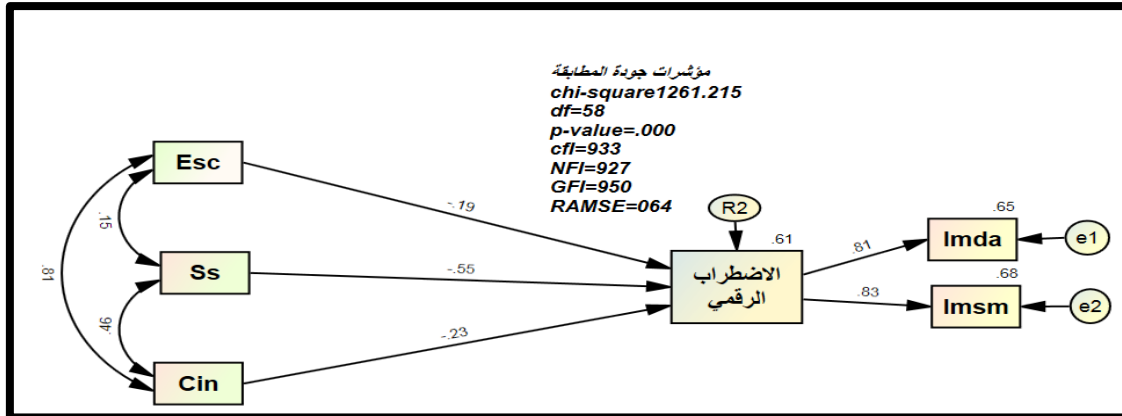 مؤشرات جودة المطابقة
chi-square1261.215
df=58
p-value=.000
cfl=933
NFI=927
GFI=950
RAMSE=064
Esc
-.19
R2
.65
.15
.61
.81
Imda
e1
.81
Ss
-.55
الاضطراب
الرقمي
.68
.83
Imsm
e2
.46
-.23
Cin